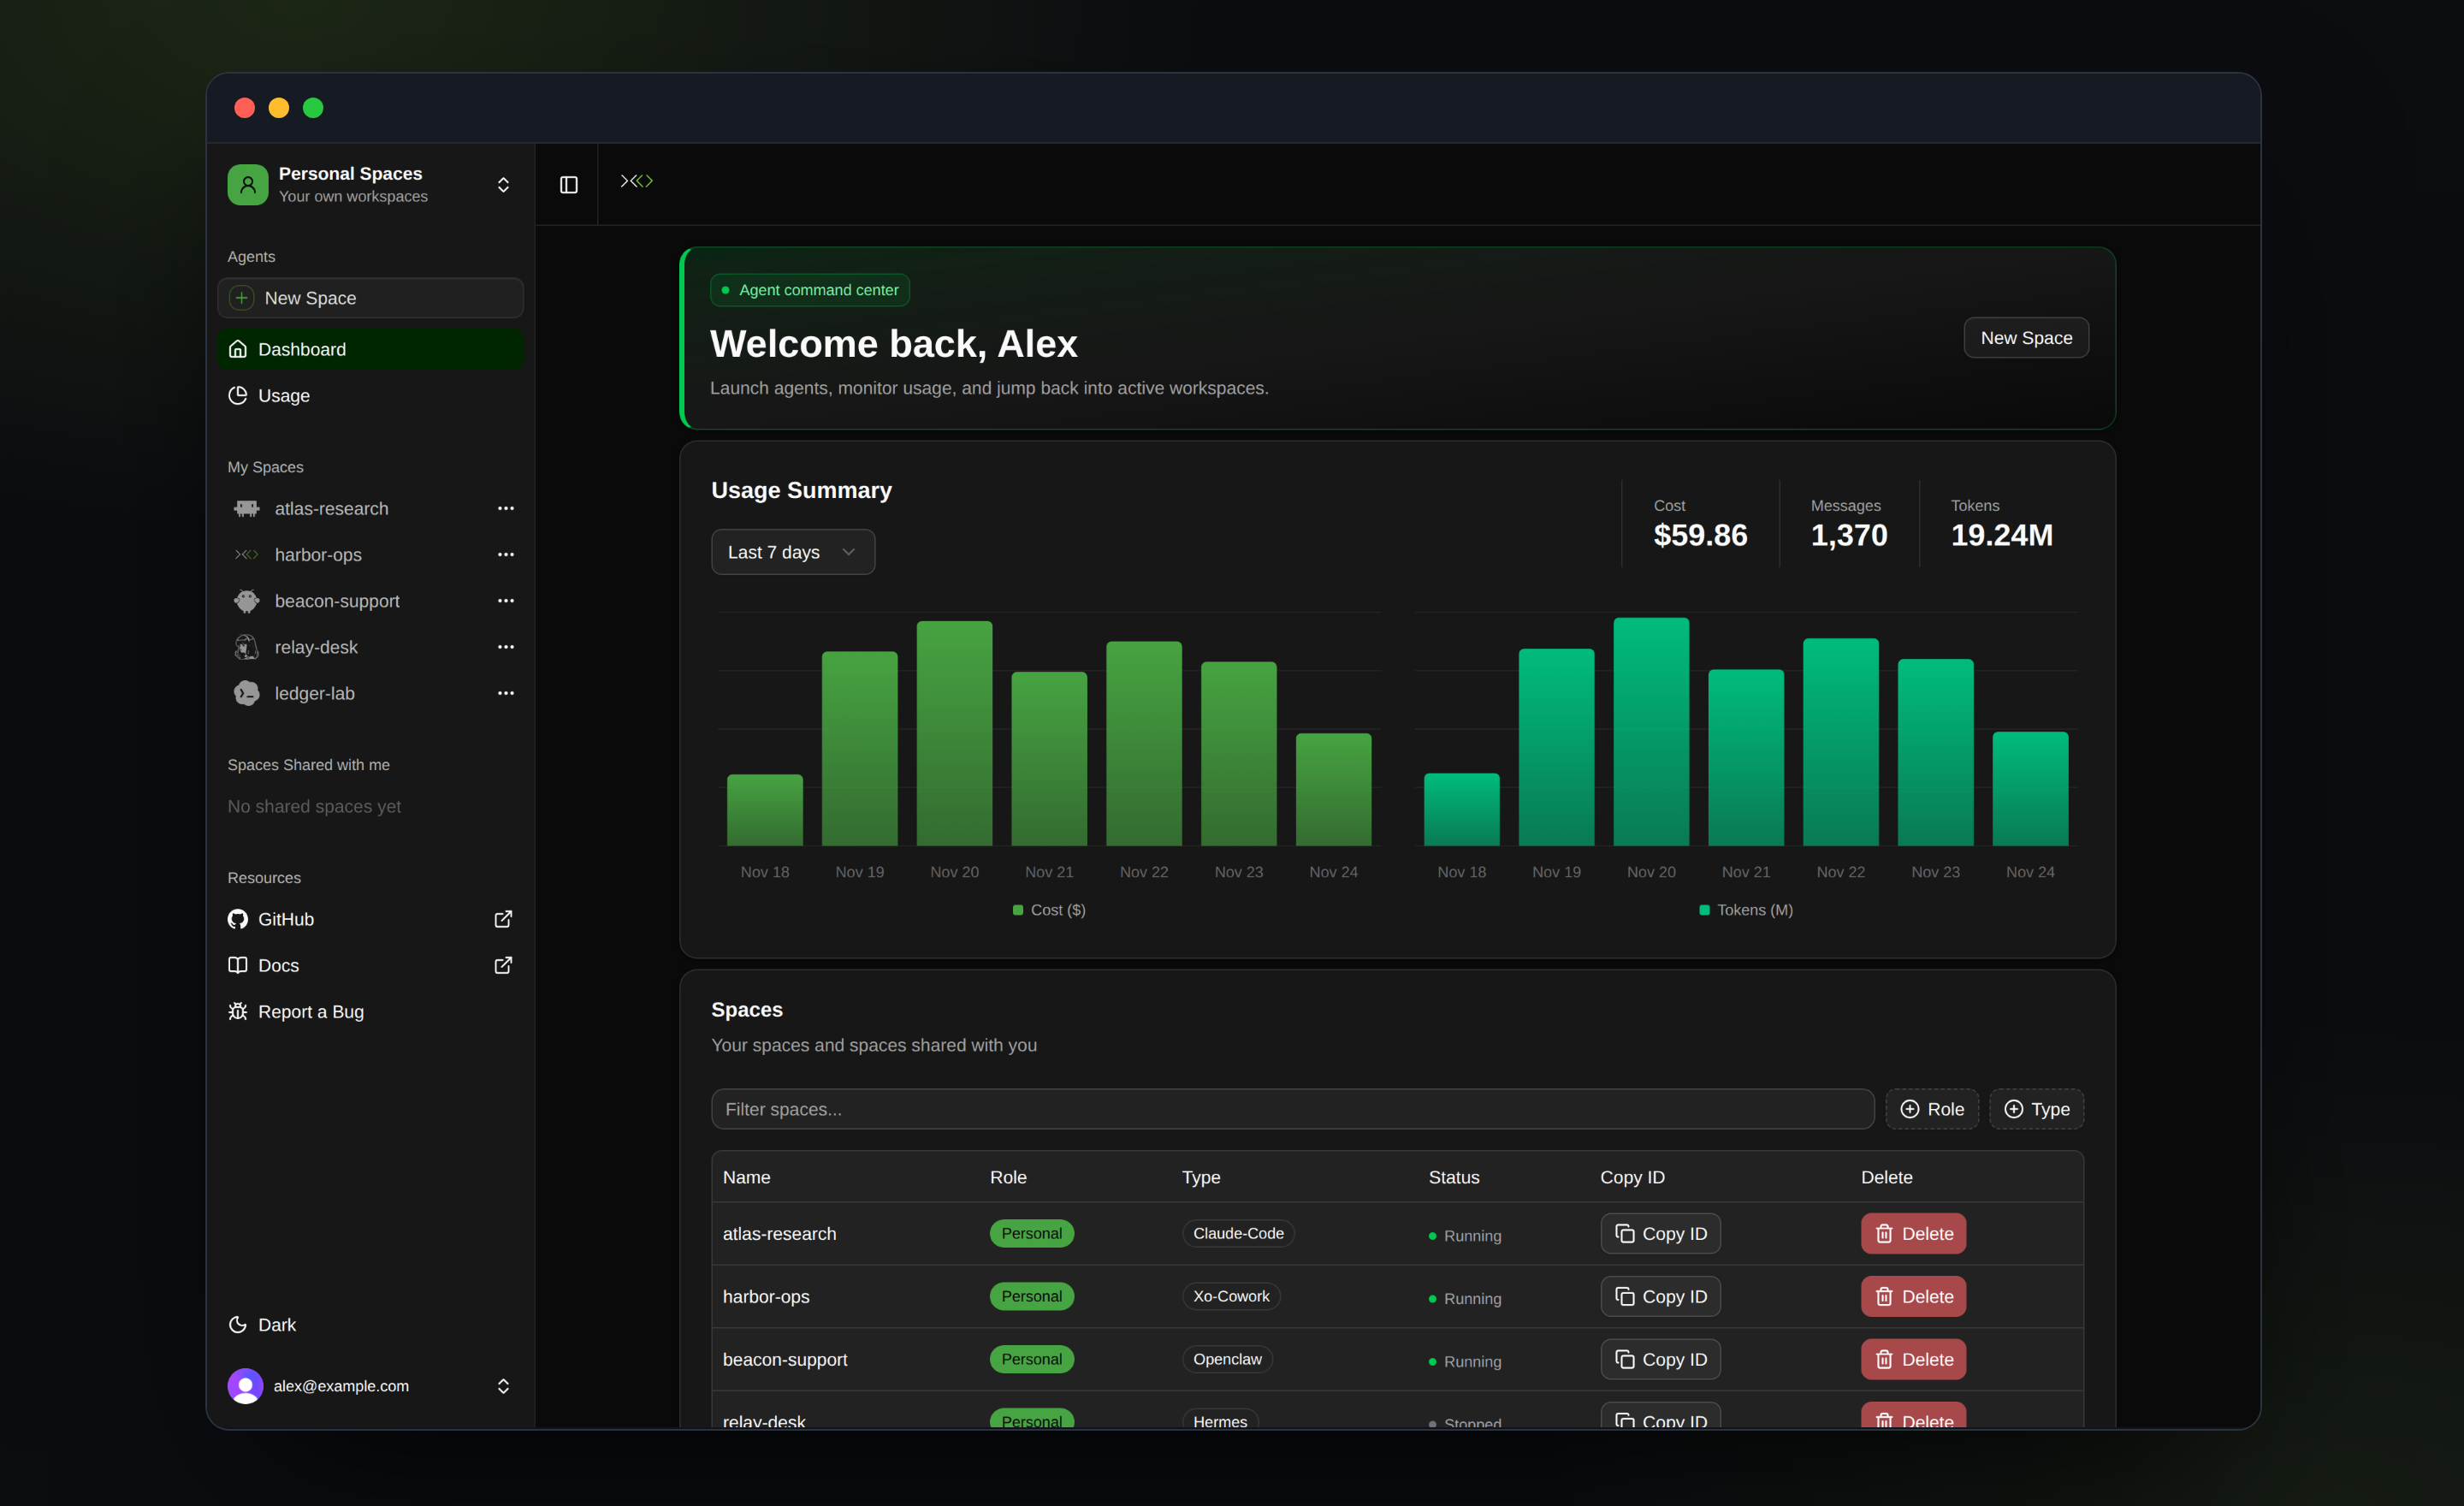 Personal Spaces
Your own workspaces
Agents
New Space
Dashboard
Usage
My Spaces
atlas-research
harbor-ops
beacon-support
relay-desk
ledger-lab
Spaces Shared with me
No shared spaces yet
Resources
GitHub
Docs
Report a Bug
Dark
alex@example.com
Agent command center
Welcome back, Alex
Launch agents, monitor usage, and jump back into active workspaces.
New Space
Usage Summary
Last 7 days
Cost
$59.86
Messages
1,370
Tokens
19.24M
Nov 18 Nov 19 Nov 20 Nov 21 Nov 22 Nov 23 Nov 24
Cost ($)
Nov 18 Nov 19 Nov 20 Nov 21 Nov 22 Nov 23 Nov 24
Tokens (M)
Spaces
Your spaces and spaces shared with you
Filter spaces...
Role
Type
Name Role Type Status Copy ID Delete
atlas-research Personal Claude-Code Running Copy ID Delete
harbor-ops Personal Xo-Cowork Running Copy ID Delete
beacon-support Personal Openclaw Running Copy ID Delete
relay-desk Personal Hermes Stopped Copy ID Delete